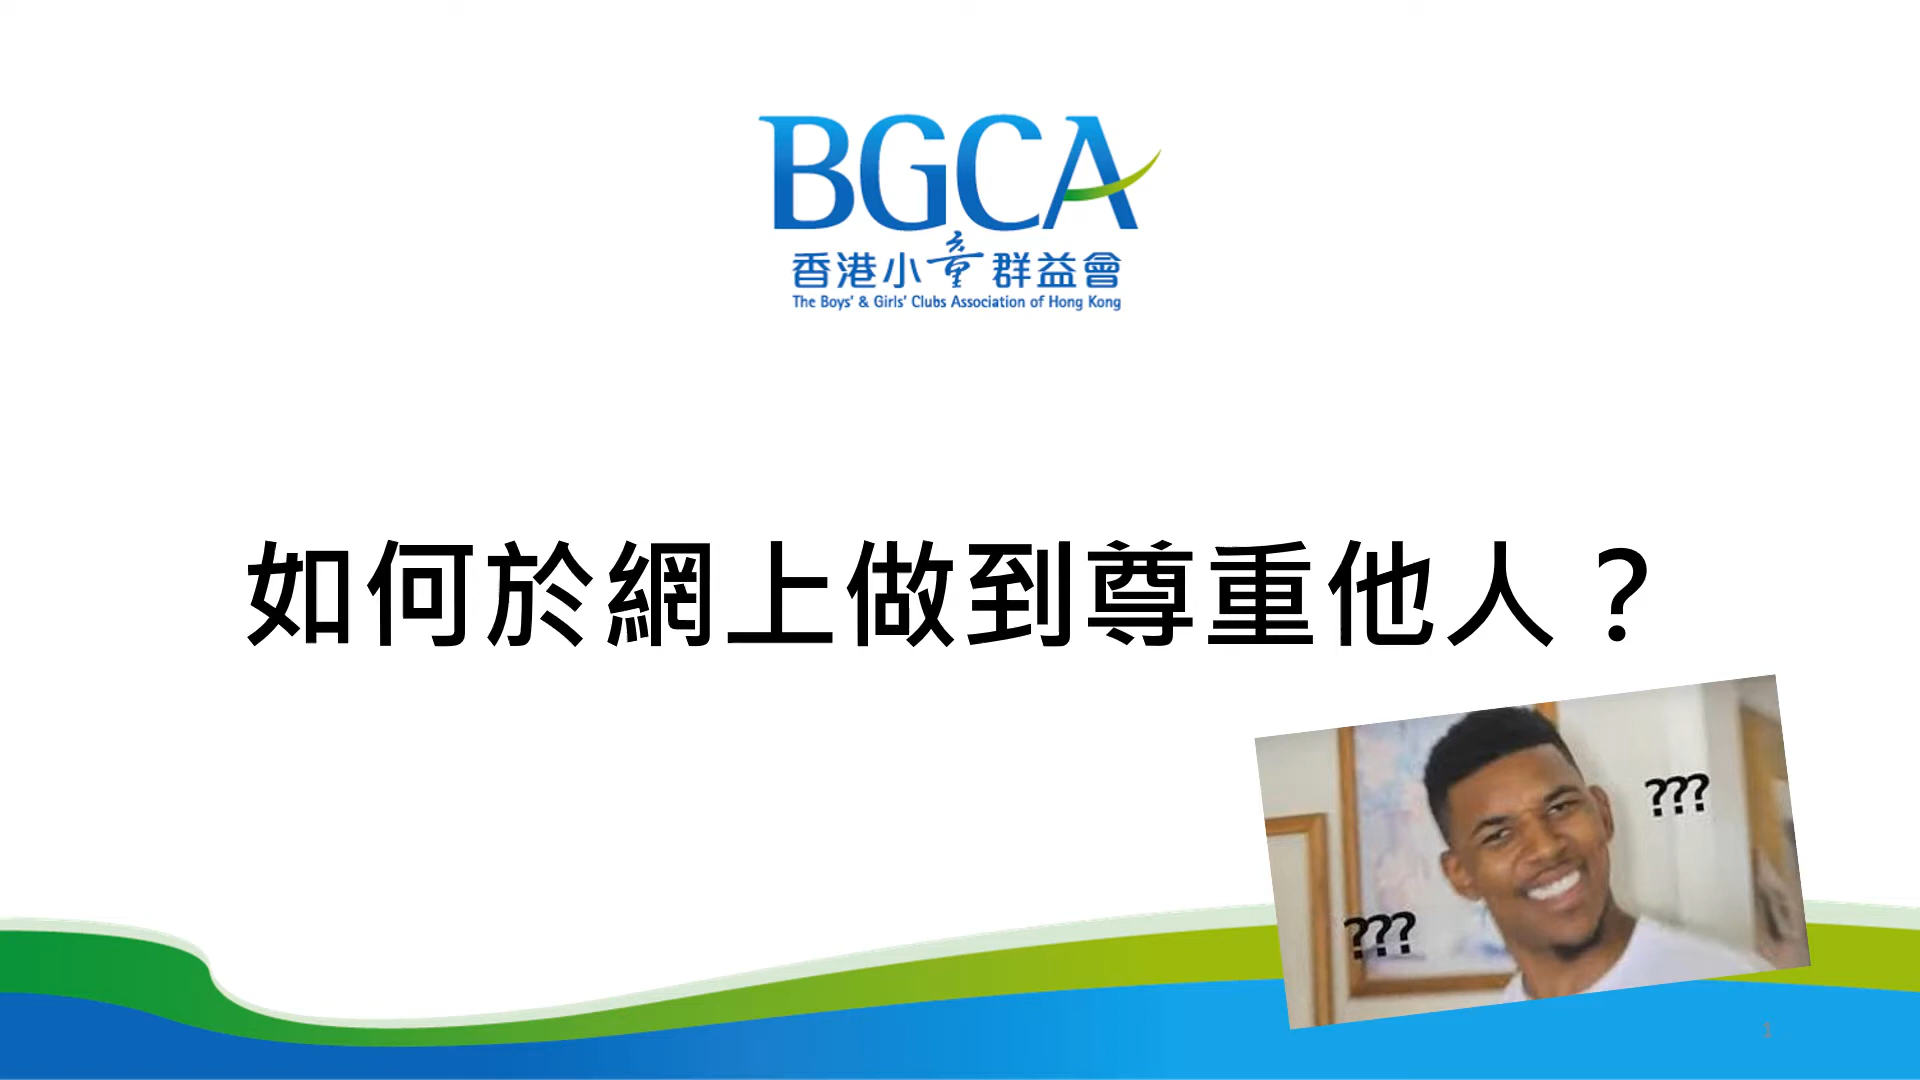 BGCA
香港小童群益會
The Boys' & Girls' Clubs Association of Hong Kong
如何於網上做到尊重他人？
???
???
1